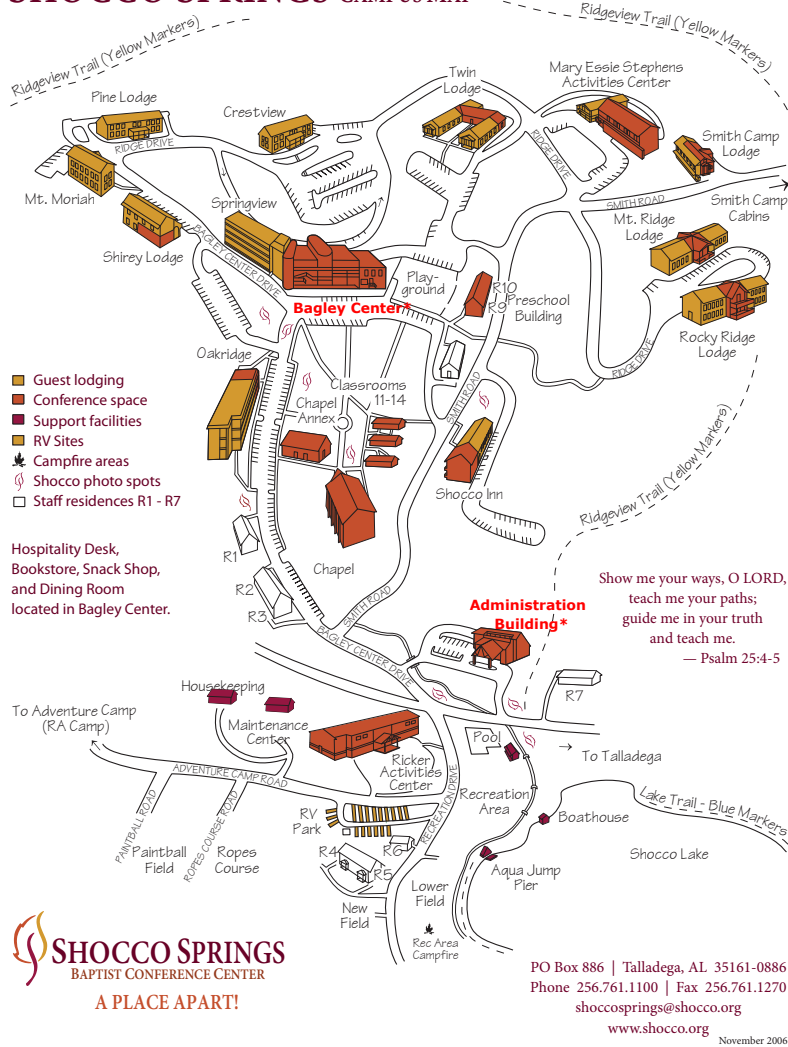 SHOCCO SPRINGS CAMPUS MAP
Ridgeview Trail (Yellow Markers)
Ridgeview Trail (Yellow Markers)
Pine Lodge
Crestview
Twin
Lodge
Mary Essie Stephens
Activities Center
RIDGE DRIVE
RIDGE DRIVE
Smith Camp
Lodge
Mt. Moriah
Springview
SMITH ROAD
Smith Camp
Cabins
Mt. Ridge
Lodge
Shirey Lodge
BAGLEY CENTER DRIVE
Play-
ground
R10
R9
Preschool
Building
Bagley Center*
Rocky Ridge
Lodge
RIDGE DRIVE
Oakridge
Classrooms
11-14
Chapel
Annex
SMITH ROAD
Guest lodging
Conference space
Support facilities
RV Sites
Campfire areas
Shocco photo spots
Staff residences R1 - R7
Shocco Inn
Ridgeview Trail (Yellow Markers)
Hospitality Desk,
Bookstore, Snack Shop,
and Dining Room
located in Bagley Center.
R1
R2
R3
Chapel
SMITH ROAD
BAGLEY CENTER DRIVE
Administration
Building*
Show me your ways, O LORD,
teach me your paths;
guide me in your truth
and teach me.
— Psalm 25:4-5
R7
Housekeeping
Maintenance
Center
To Adventure Camp
(RA Camp)
Pool
To Talladega
Ricker
Activities
Center
ADVENTURE CAMP ROAD
RECREATION DRIVE
Recreation
Area
Lake Trail - Blue Markers
PAINTBALL ROAD
ROPES COURSE ROAD
RV
Park
Boathouse
Paintball
Field
Ropes
Course
R4
R5
R6
Shocco Lake
Aqua Jump
Pier
Lower
Field
New
Field
Rec Area
Campfire
SHOCCO SPRINGS
BAPTIST CONFERENCE CENTER
A PLACE APART!
PO Box 886 | Talladega, AL 35161-0886
Phone 256.761.1100 | Fax 256.761.1270
shoccosprings@shocco.org
www.shocco.org
November 2006